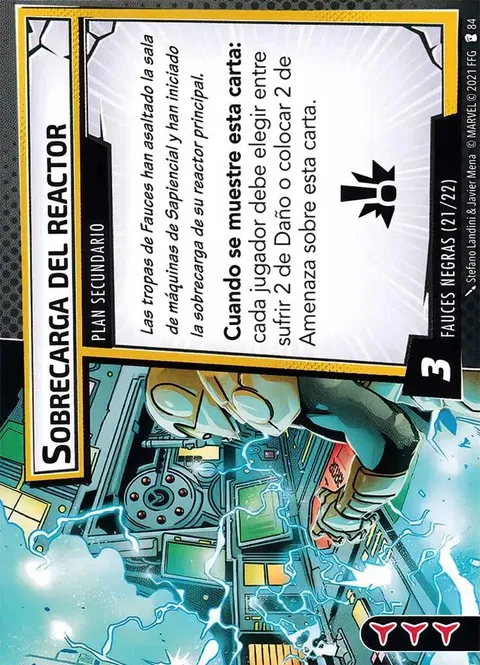 SOBRECARGA DEL REACTOR
PLAN SECUNDARIO
Las tropas de Fauces han asaltado la sala
de máquinas de Sapiencial y han iniciado
la sobrecarga de su reactor principal.
Cuando se muestre esta carta:
cada jugador debe elegir entre
sufrir 2 de Daño o colocar 2 de
Amenaza sobre esta carta.
3
FAUCES NEGRAS (21/22)
Stefano Landini & Javier Mena © MARVEL © 2021 FFG 84